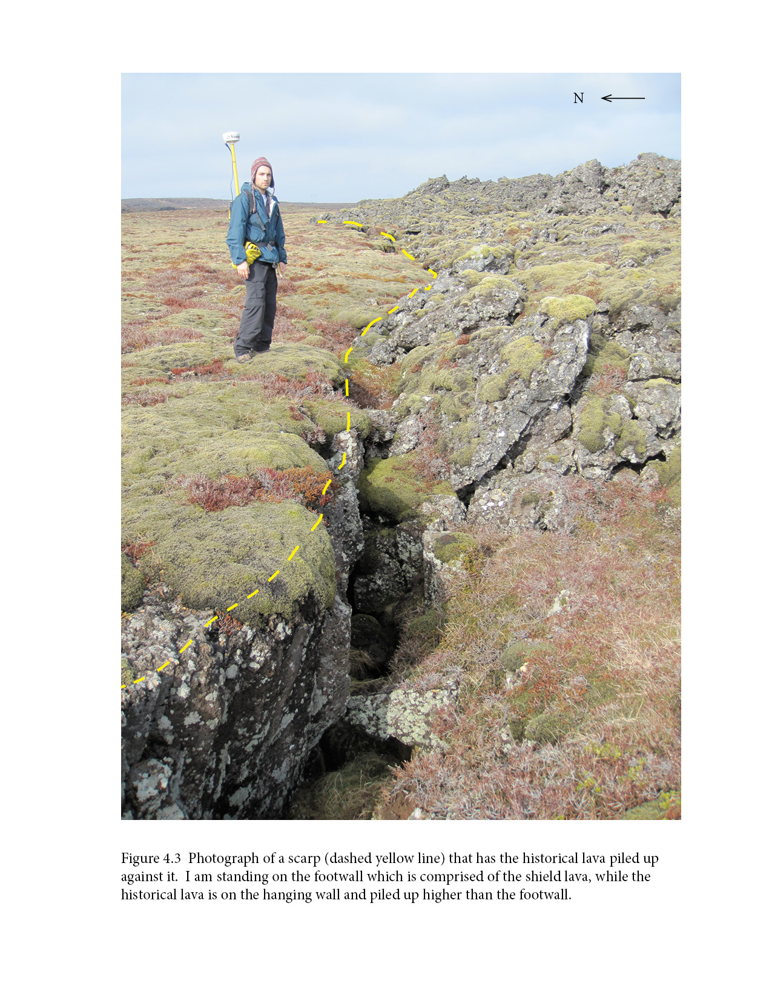 N
Figure 4.3 Photograph of a scarp (dashed yellow line) that has the historical lava piled up
against it. I am standing on the footwall which is comprised of the shield lava, while the
historical lava is on the hanging wall and piled up higher than the footwall.